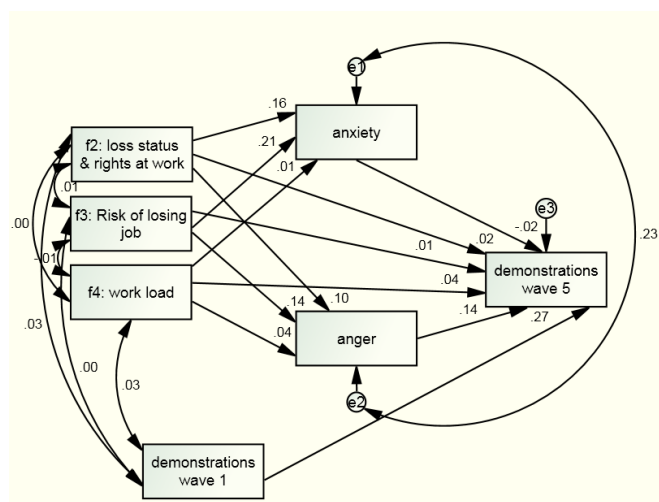 e1
.16
anxiety
f2: loss status
& rights at work
.21
.01
.01
f3: Risk of losing
job
e3
.00
-.02
.23
.02
.01
-.01
f4: work load
demonstrations
wave 5
.04
.14
.10
.14
.27
.04
anger
.03
.00
.03
e2
demonstrations
wave 1